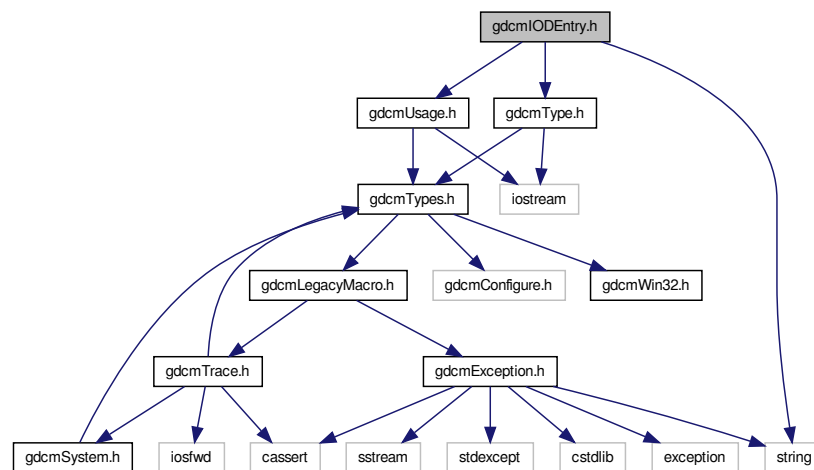 gdcmIODEntry.h
gdcmUsage.h
gdcmType.h
gdcmTypes.h
iostream
gdcmLegacyMacro.h
gdcmConfigure.h
gdcmWin32.h
gdcmTrace.h
gdcmException.h
gdcmSystem.h
iosfwd
cassert
sstream
stdexcept
cstdlib
exception
string